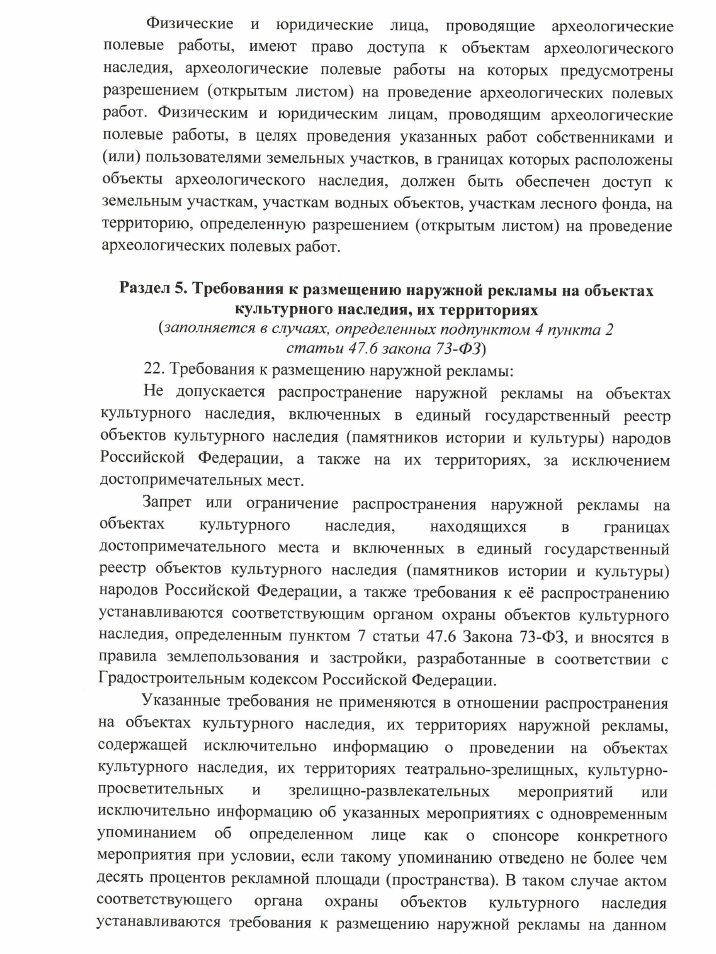 Физические и юридические лица, проводящие археологические
полевые работы, имеют право доступа к объектам археологического
наследия, археологические полевые работы на которых предусмотрены
разрешением (открытым листом) на проведение археологических полевых
работ. Физическим и юридическим лицам, проводящим археологические
полевые работы, в целях проведения указанных работ собственниками и
(или) пользователями земельных участков, в границах которых расположены
объекты археологического наследия, должен быть обеспечен доступ к
земельным участкам, участкам водных объектов, участкам лесного фонда, на
территорию, определенную разрешением (открытым листом) на проведение
археологических полевых работ.
Раздел 5. Требования к размещению наружной рекламы на объектах
культурного наследия, их территориях
(заполняется в случаях, определенных подпунктом 4 пункта 2
статьи 47.6 закона 73-ФЗ)
22. Требования к размещению наружной рекламы:
Не допускается распространение наружной рекламы на объектах
культурного наследия, включенных в единый государственный реестр
объектов культурного наследия (памятников истории и культуры) народов
Российской Федерации, а также на их территориях, за исключением
достопримечательных мест.
Запрет или ограничение распространения наружной рекламы на
объектах культурного наследия, находящихся в границах
достопримечательного места и включенных в единый государственный
реестр объектов культурного наследия (памятников истории и культуры)
народов Российской Федерации, а также требования к её распространению
устанавливаются соответствующим органом охраны объектов культурного
наследия, определенным пунктом 7 статьи 47.6 Закона 73-ФЗ, и вносятся в
правила землепользования и застройки, разработанные в соответствии с
Градостроительным кодексом Российской Федерации.
Указанные требования не применяются в отношении распространения
на объектах культурного наследия, их территориях наружной рекламы,
содержащей исключительно информацию о проведении на объектах
культурного наследия, их территориях театрально-зрелищных, культурно-
просветительных и зрелищно-развлекательных мероприятий или
исключительно информацию об указанных мероприятиях с одновременным
упоминанием об определенном лице как о спонсоре конкретного
мероприятия при условии, если такому упоминанию отведено не более чем
десять процентов рекламной площади (пространства). В таком случае актом
соответствующего органа охраны объектов культурного наследия
устанавливаются требования к размещению наружной рекламы на данном